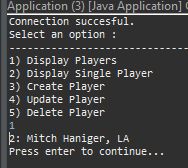 Application (3) [Java Application] C
Connection succesful.
Select an option :
----------------------------
1) Display Players
2) Display Single Player
3) Create Player
4) Update Player
5) Delete Player
1
2: Mitch Haniger, LA
Press enter to continue...